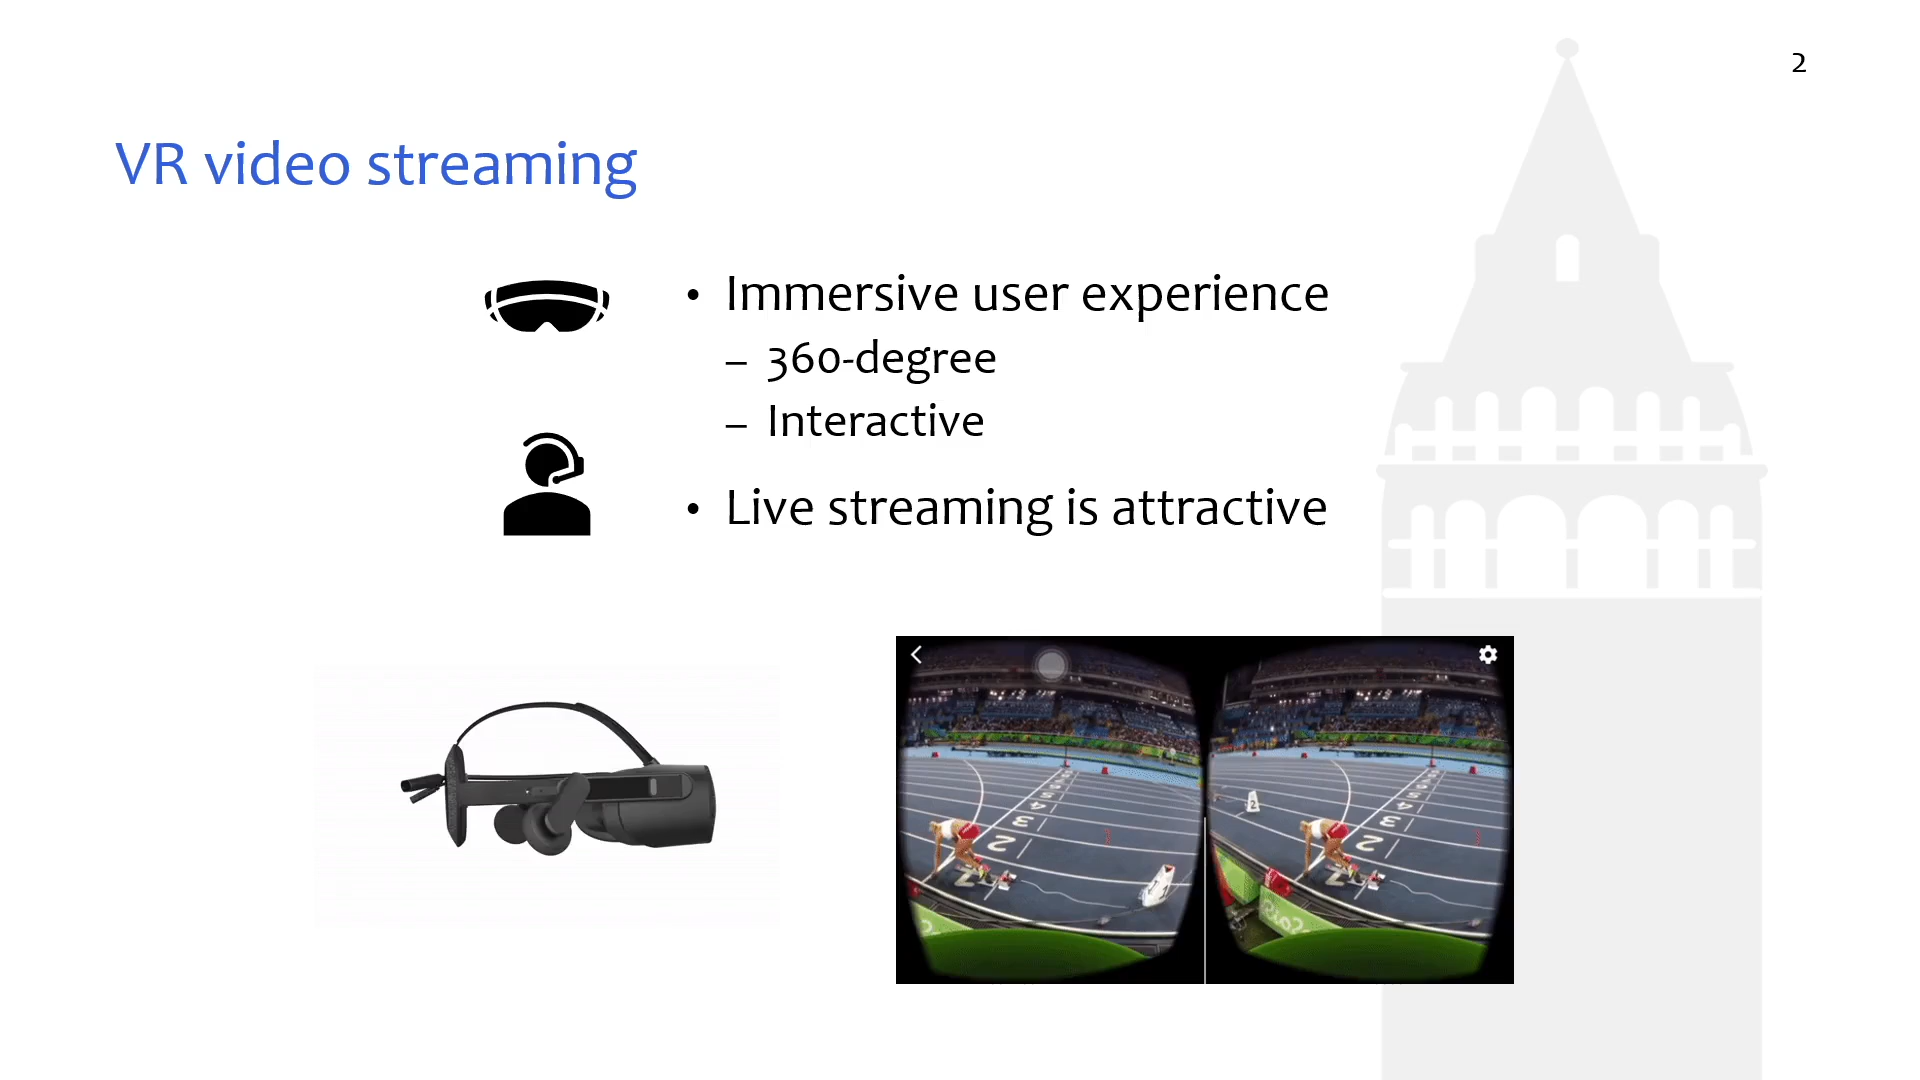 2
VR video streaming
• Immersive user experience
– 360-degree
– Interactive
• Live streaming is attractive